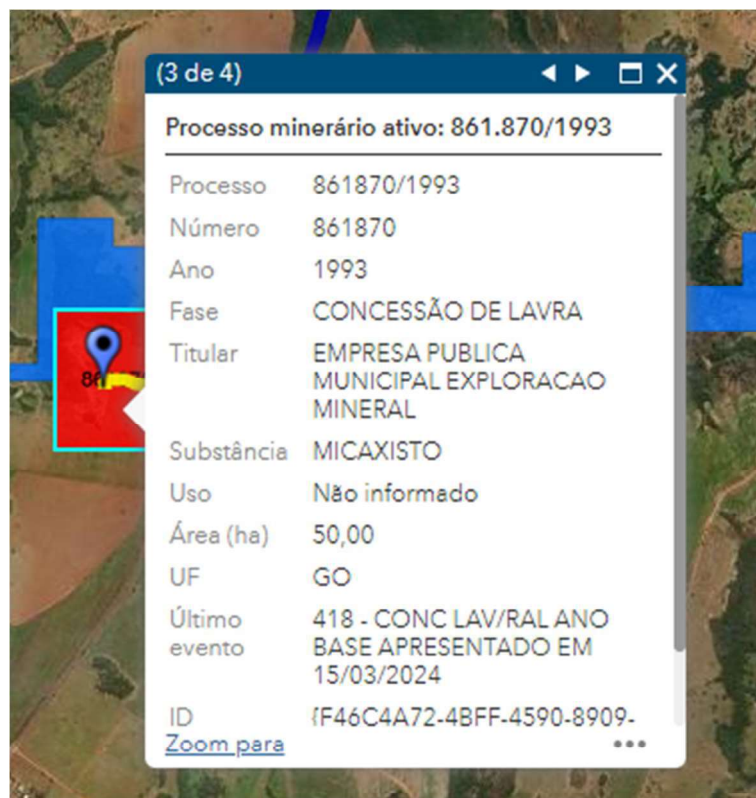 (3 de 4)
Processo minerário ativo: 861.870/1993
Processo 861870/1993
Número 861870
Ano 1993
Fase CONCESSÃO DE LAVRA
Titular EMPRESA PUBLICA
MUNICIPAL EXPLORACAO
MINERAL
Substância MICAXISTO
Uso Não informado
Área (ha) 50,00
UF GO
Último 418 - CONC LAV/RAL ANO
evento BASE APRESENTADO EM
15/03/2024
ID {F46C4A72-4BFF-4590-8909-
Zoom para